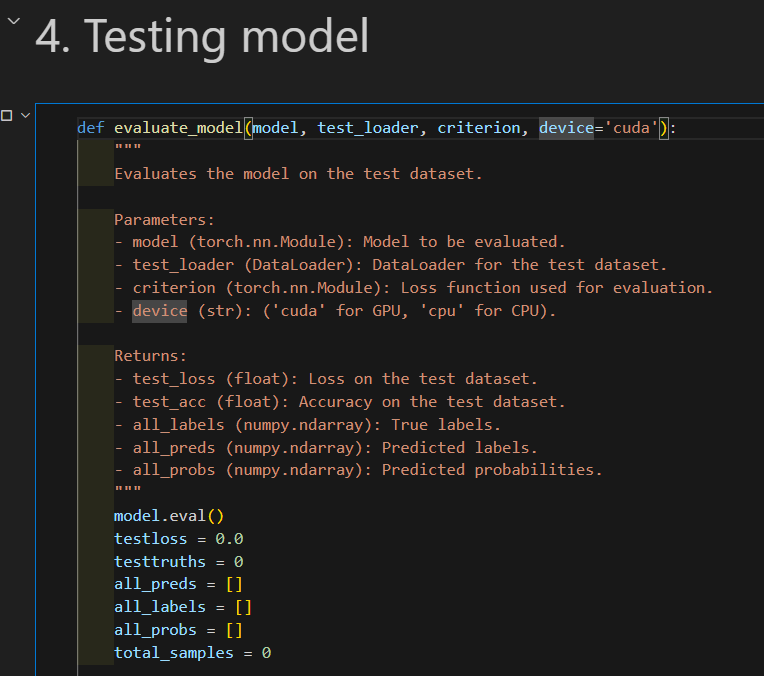 4. Testing model
def evaluate_model(model, test_loader, criterion, device='cuda'):
"""
Evaluates the model on the test dataset.
Parameters:
- model (torch.nn.Module): Model to be evaluated.
- test_loader (DataLoader): DataLoader for the test dataset.
- criterion (torch.nn.Module): Loss function used for evaluation.
- device (str): ('cuda' for GPU, 'cpu' for CPU).
Returns:
- test_loss (float): Loss on the test dataset.
- test_acc (float): Accuracy on the test dataset.
- all_labels (numpy.ndarray): True labels.
- all_preds (numpy.ndarray): Predicted labels.
- all_probs (numpy.ndarray): Predicted probabilities.
"""
model.eval()
testloss = 0.0
testtruths = 0
all_preds = []
all_labels = []
all_probs = []
total_samples = 0